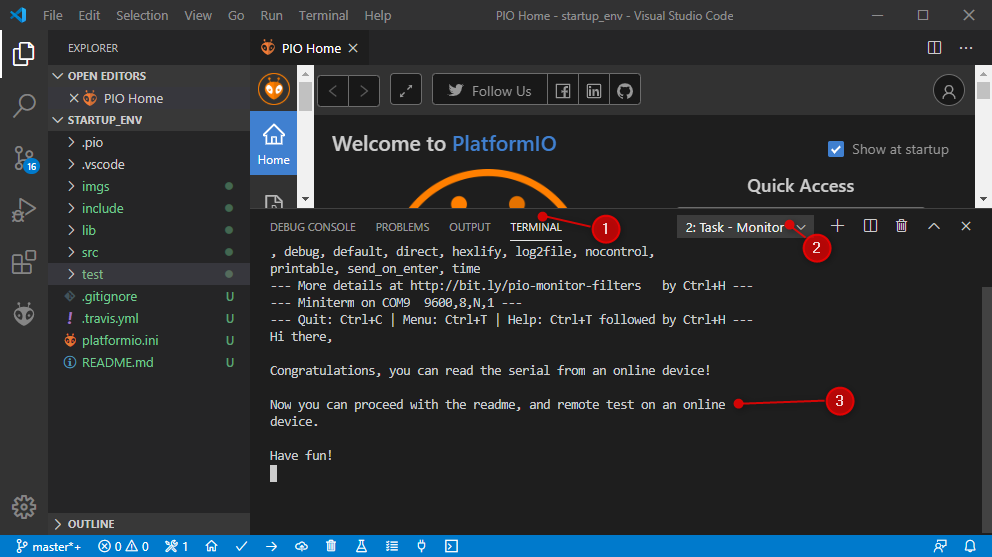 File Edit Selection View Go Run Terminal Help PIO Home - startup_env - Visual Studio Code
EXPLORER
OPEN EDITORS
PIO Home
STARTUP_ENV
.pio
.vscode
imgs
include
lib
src
test
.gitignore U
.travis.yml U
platformio.ini U
README.md U
OUTLINE
16
PIO Home
Follow Us
Home
Welcome to PlatformIO
Show at startup
Quick Access
DEBUG CONSOLE PROBLEMS OUTPUT TERMINAL
1
2: Task - Monitor
2
, debug, default, direct, hexlify, log2file, nocontrol,
printable, send_on_enter, time
--- More details at http://bit.ly/pio-monitor-filters   by Ctrl+H ---
--- Miniterm on COM9  9600,8,N,1 ---
--- Quit: Ctrl+C | Menu: Ctrl+T | Help: Ctrl+T followed by Ctrl+H ---
Hi there,
Congratulations, you can read the serial from an online device!
Now you can proceed with the readme, and remote test on an online
device.
3
Have fun!
master*+ 0 0 1